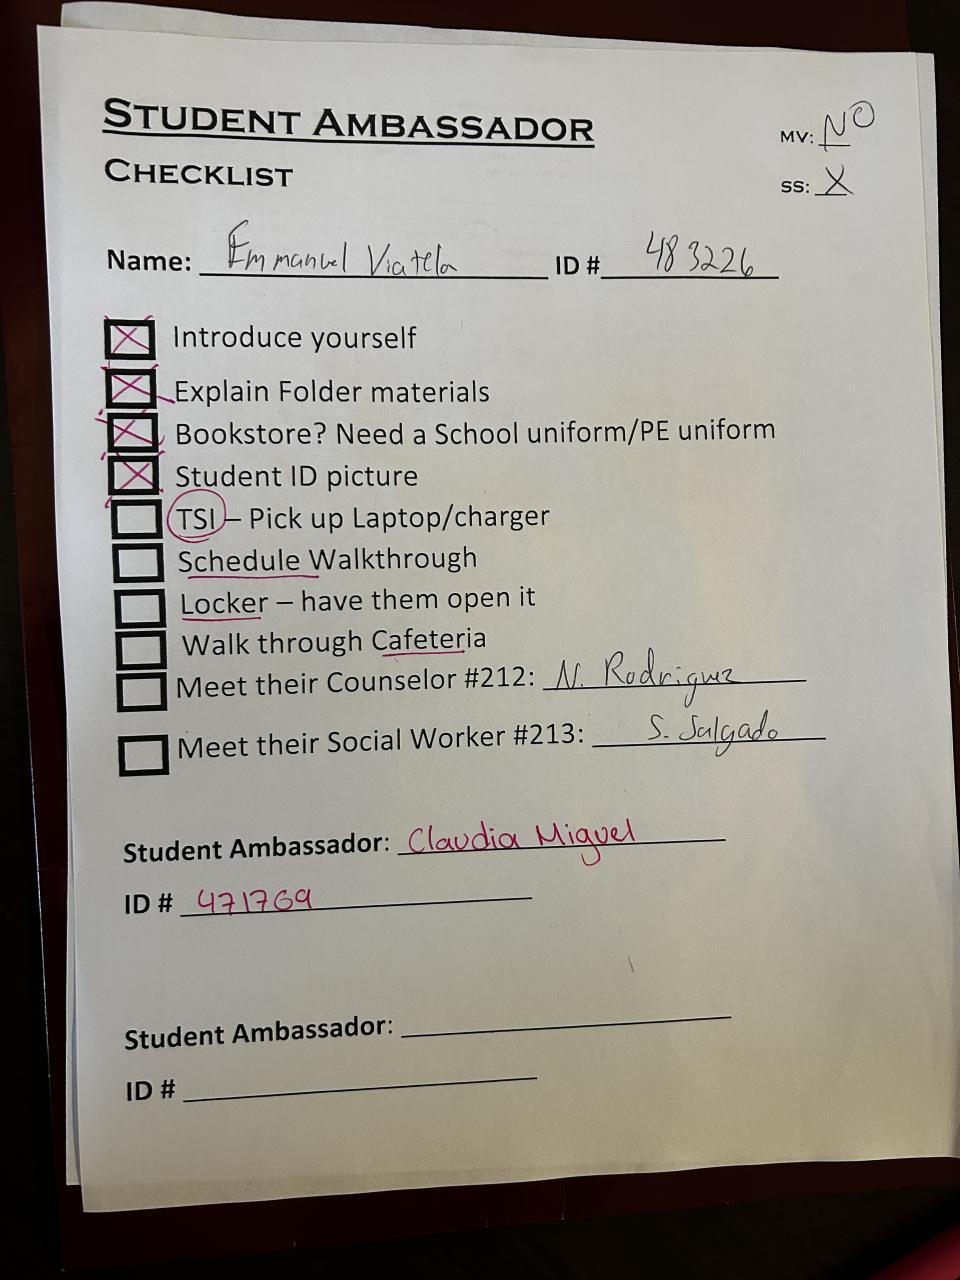 STUDENT AMBASSADOR
MV: NO
CHECKLIST
SS: X
Name: Emmanuel Viatela ID # 483226
Introduce yourself
Explain Folder materials
Bookstore? Need a School uniform/PE uniform
Student ID picture
TSI – Pick up Laptop/charger
Schedule Walkthrough
Locker – have them open it
Walk through Cafeteria
Meet their Counselor #212: N. Rodriguez
Meet their Social Worker #213: S. Salgado
Student Ambassador: Claudia Miguel
ID # 471769
Student Ambassador:
ID #